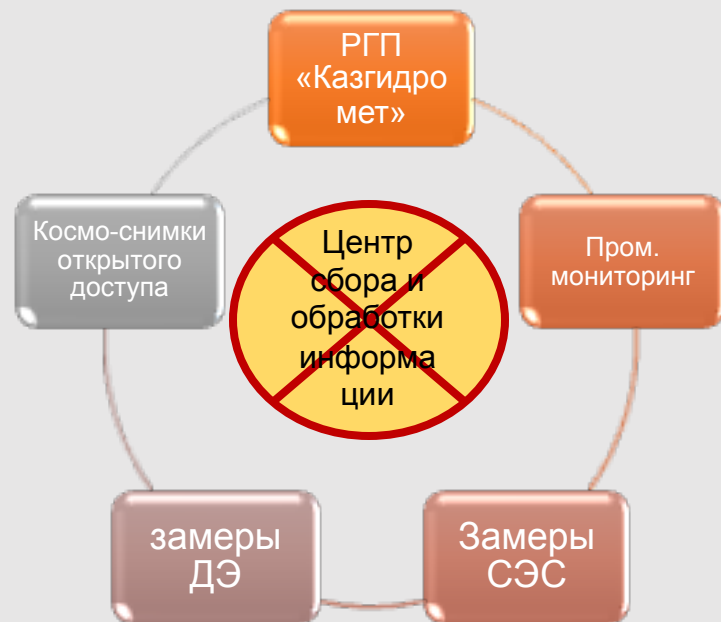 РГП
«Казгидро
мет»
Космо-снимки
открытого
доступа
Центр
сбора и
обработки
информа
ции
Пром.
мониторинг
замеры
ДЭ
Замеры
СЭС